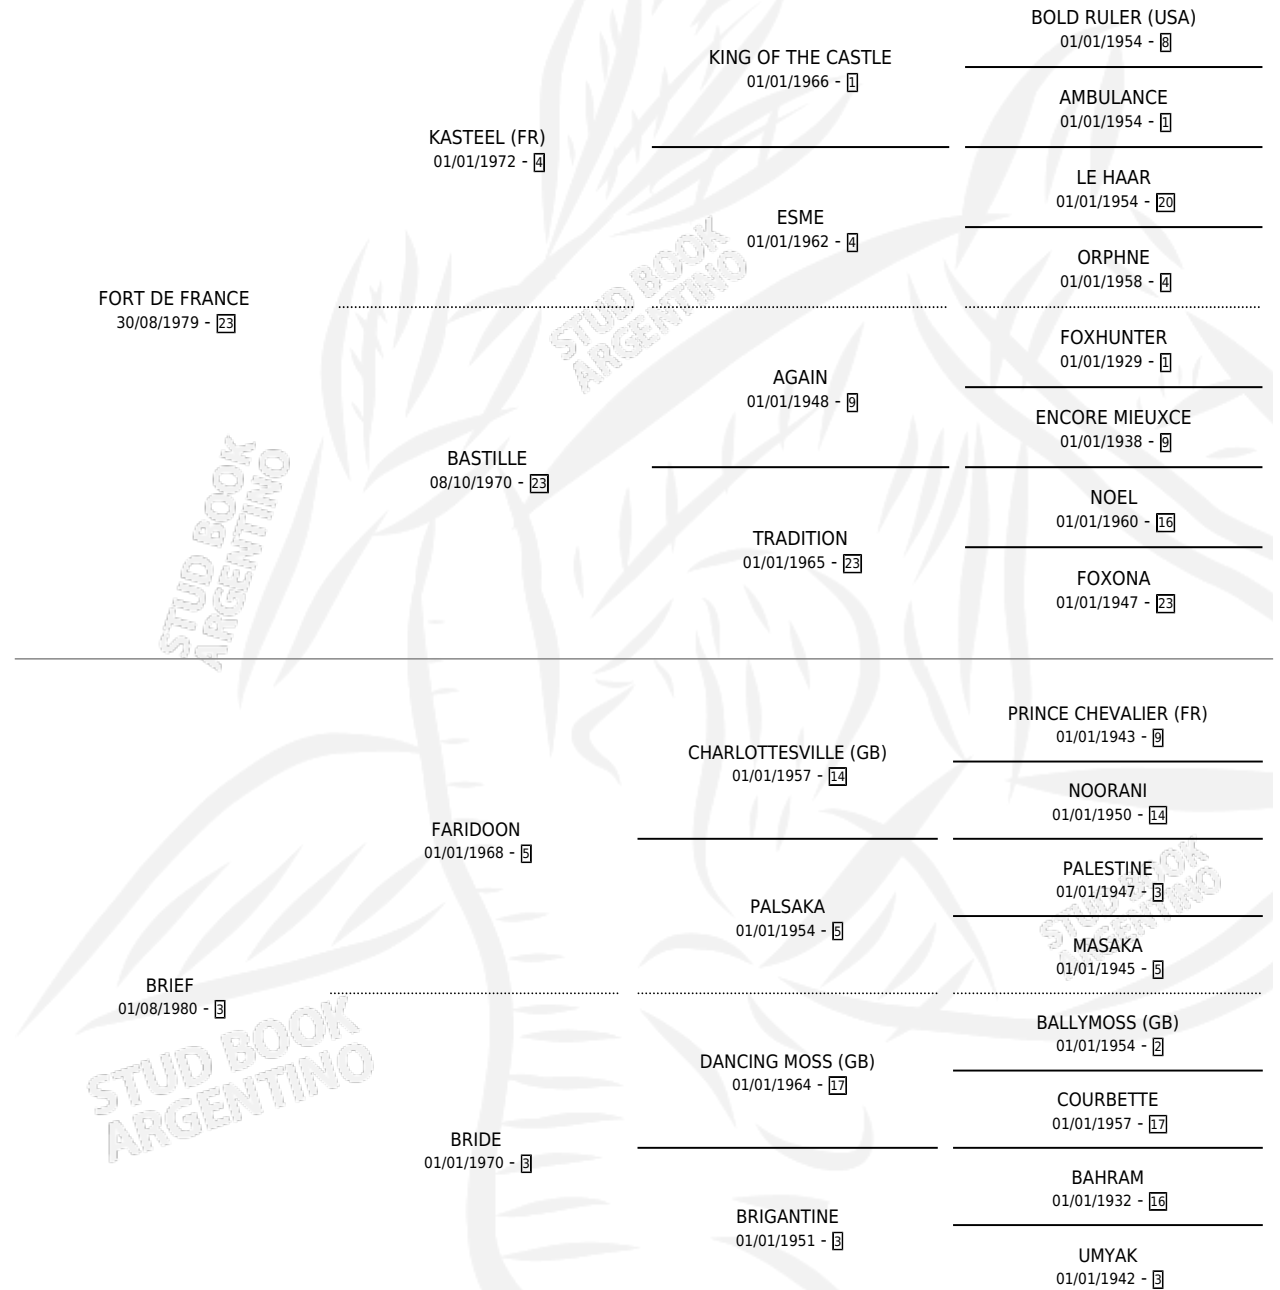 BOLD RULER (USA)
01/01/1954 - 8
KING OF THE CASTLE
01/01/1966 - 1
AMBULANCE
01/01/1954 - 1
KASTEEL (FR)
01/01/1972 - 4
LE HAAR
01/01/1954 - 20
ESME
01/01/1962 - 4
ORPHNE
01/01/1958 - 4
FORT DE FRANCE
30/08/1979 - 23
FOXHUNTER
01/01/1929 - 1
AGAIN
01/01/1948 - 9
ENCORE MIEUXCE
01/01/1938 - 9
BASTILLE
08/10/1970 - 23
NOEL
01/01/1960 - 16
TRADITION
01/01/1965 - 23
FOXONA
01/01/1947 - 23
STUD BOOK
ARGENTINO
STUD BOOK
ARGENTINO
PRINCE CHEVALIER (FR)
01/01/1943 - 9
CHARLOTTESVILLE (GB)
01/01/1957 - 14
NOORANI
01/01/1950 - 14
FARIDOON
01/01/1968 - 5
PALESTINE
01/01/1947 - 3
PALSAKA
01/01/1954 - 5
MASAKA
01/01/1945 - 5
BRIEF
01/08/1980 - 3
BALLYMOSS (GB)
01/01/1954 - 2
DANCING MOSS (GB)
01/01/1964 - 17
COURBETTE
01/01/1957 - 17
BRIDE
01/01/1970 - 3
BAHRAM
01/01/1932 - 16
BRIGANTINE
01/01/1951 - 3
UMYAK
01/01/1942 - 3
STUD BOOK
ARGENTINO
STUD BOOK
ARGENTINO